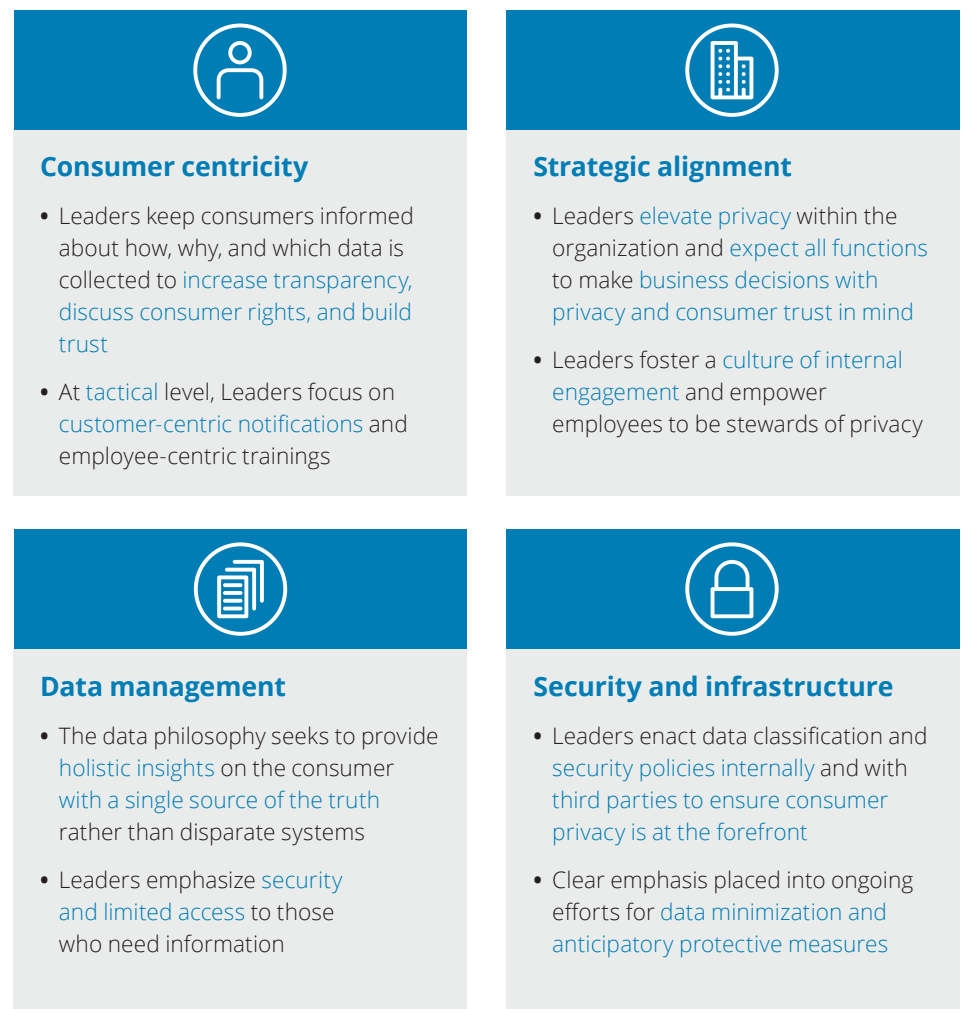 Consumer centricity
• Leaders keep consumers informed
about how, why, and which data is
collected to increase transparency,
discuss consumer rights, and build
trust
• At tactical level, Leaders focus on
customer-centric notifications and
employee-centric trainings
Strategic alignment
• Leaders elevate privacy within the
organization and expect all functions
to make business decisions with
privacy and consumer trust in mind
• Leaders foster a culture of internal
engagement and empower
employees to be stewards of privacy
Data management
• The data philosophy seeks to provide
holistic insights on the consumer
with a single source of the truth
rather than disparate systems
• Leaders emphasize security
and limited access to those
who need information
Security and infrastructure
• Leaders enact data classification and
security policies internally and with
third parties to ensure consumer
privacy is at the forefront
• Clear emphasis placed into ongoing
efforts for data minimization and
anticipatory protective measures